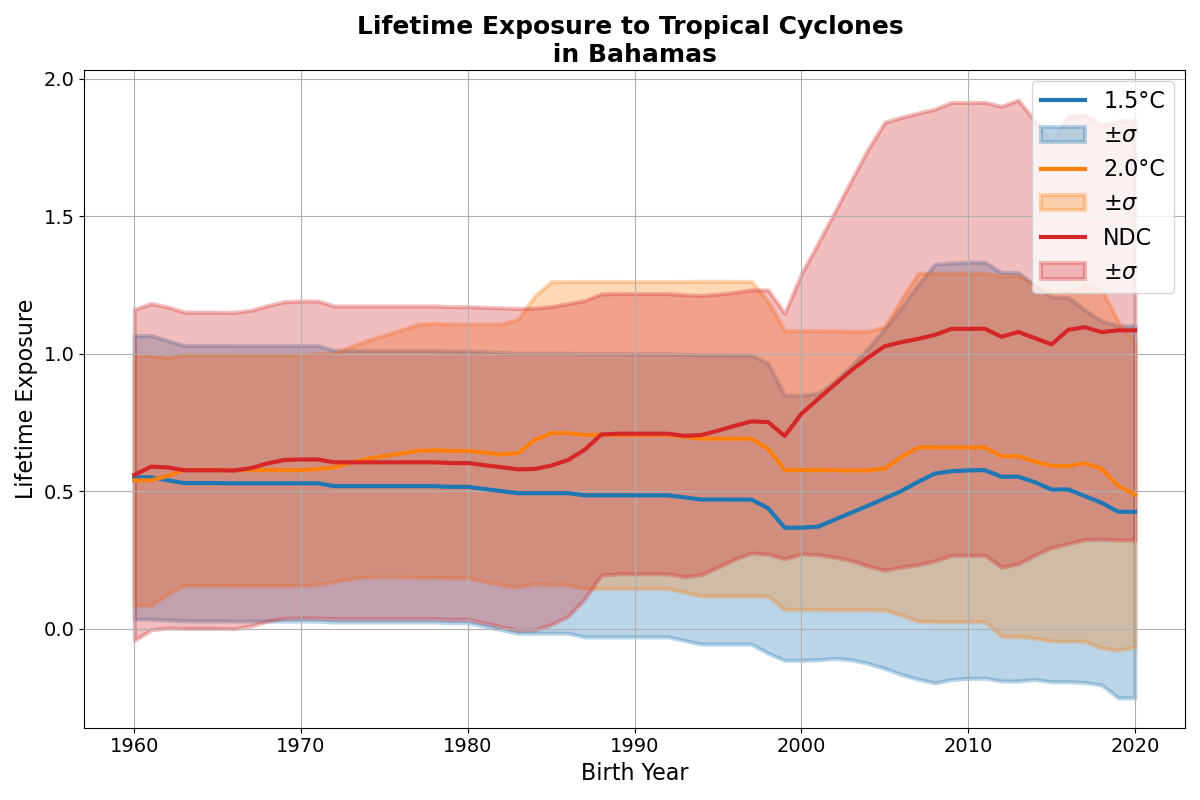 Lifetime Exposure to Tropical Cyclones
in Bahamas
2.0
1.5
1.0
0.5
0.0
Lifetime Exposure
1.5°C
±σ
2.0°C
±σ
NDC
±σ
1960
1970
1980
1990
2000
2010
2020
Birth Year